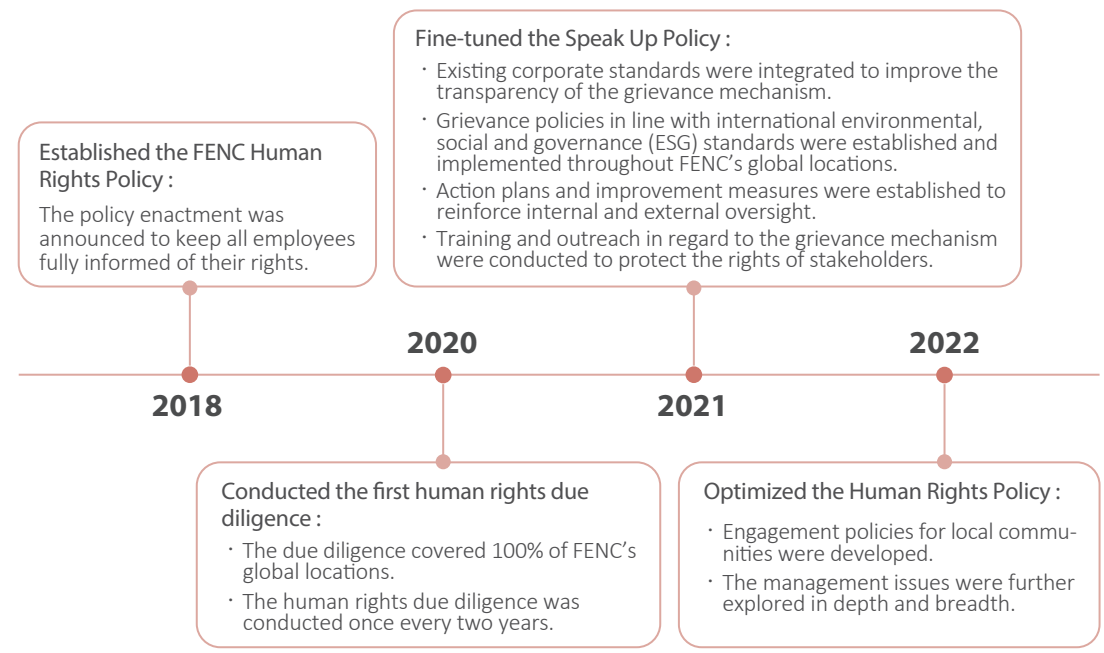 Established the FENC Human
Rights Policy :
The policy enactment was
announced to keep all employees
fully informed of their rights.
2018
2020
Conducted the first human rights due
diligence :
· The due diligence covered 100% of FENC's
global locations.
· The human rights due diligence was
conducted once every two years.
Fine-tuned the Speak Up Policy :
· Existing corporate standards were integrated to improve the
transparency of the grievance mechanism.
· Grievance policies in line with international environmental,
social and governance (ESG) standards were established and
implemented throughout FENC's global locations.
· Action plans and improvement measures were established to
reinforce internal and external oversight.
· Training and outreach in regard to the grievance mechanism
were conducted to protect the rights of stakeholders.
2021
2022
Optimized the Human Rights Policy :
· Engagement policies for local commu-
nities were developed.
· The management issues were further
explored in depth and breadth.